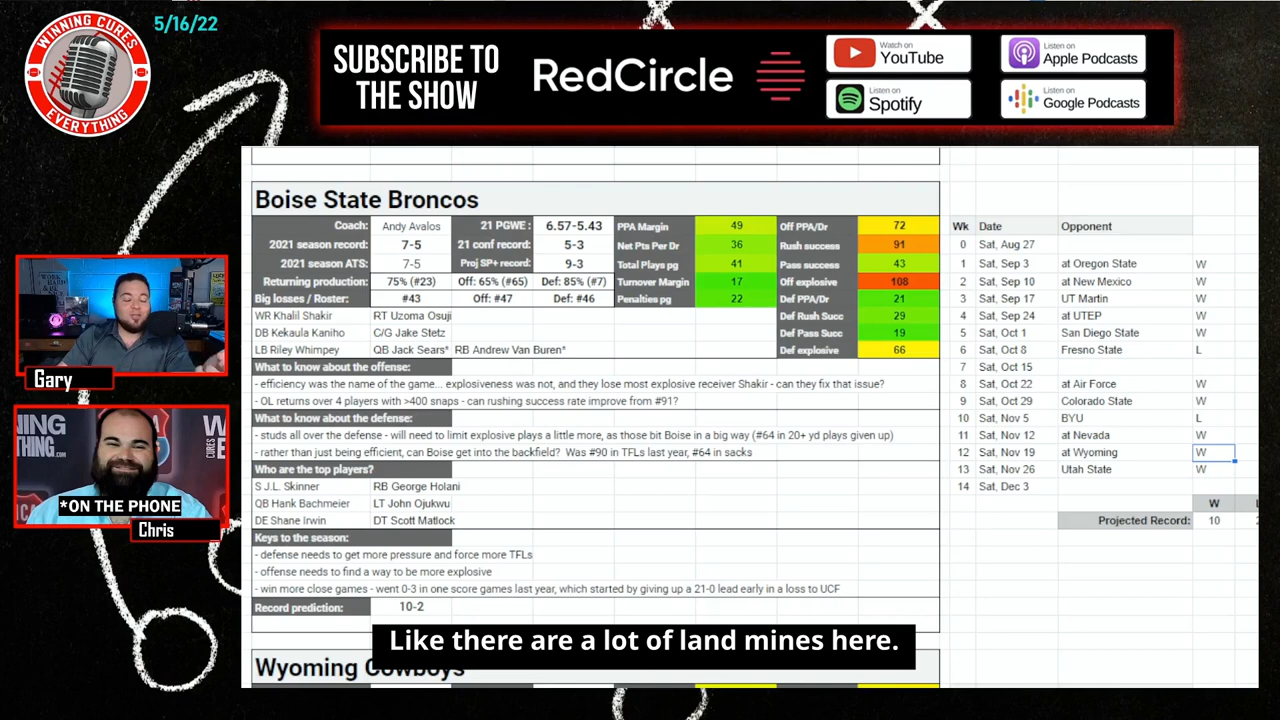 5/16/22
WINNING CURES
EVERYTHING
SUBSCRIBE TO
THE SHOW
RedCircle
Watch on
YouTube
Listen on
Spotify
Listen on
Apple Podcasts
Listen on
Google Podcasts
Boise State Broncos
Coach: Andy Avalos 21 PGWE: 6.57-5.43 PPA Margin 49 Off PPA/Dr 72
2021 season record: 7-5 21 conf record: 5-3 Net Pts Per Dr 36 Rush success 91
2021 season ATS: 7-5 Proj SP+ record: 9-3 Total Plays pg 41 Pass success 43
Returning production: 75% (#23) Off: 65% (#65) Def: 85% (#7) Turnover Margin 17 Off explosive 108
Big losses / Roster: #43 Off: #47 Def: #46 Penalties pg 22 Def PPA/Dr 21
WR Khalil Shakir RT Uzoma Osuji Def Rush Succ 29
DB Kekaula Kaniho C/G Jake Stetz Def Pass Succ 19
LB Riley Whimpey QB Jack Sears* RB Andrew Van Buren* Def explosive 66
What to know about the offense:
- efficiency was the name of the game... explosiveness was not, and they lose most explosive receiver Shakir - can they fix that issue?
- OL returns over 4 players with >400 snaps - can rushing success rate improve from #91?
What to know about the defense:
- studs all over the defense - will need to limit explosive plays a little more, as those bit Boise in a big way (#64 in 20+ yd plays given up)
- rather than just being efficient, can Boise get into the backfield? Was #90 in TFLs last year, #64 in sacks
Who are the top players?
S J.L. Skinner RB George Holani
QB Hank Bachmeier LT John Ojukwu
DE Shane Irwin DT Scott Matlock
Keys to the season:
- defense needs to get more pressure and force more TFLs
- offense needs to find a way to be more explosive
- win more close games - went 0-3 in one score games last year, which started by giving up a 21-0 lead early in a loss to UCF
Record prediction: 10-2
Wk Date Opponent
0 Sat, Aug 27
1 Sat, Sep 3 at Oregon State W
2 Sat, Sep 10 at New Mexico W
3 Sat, Sep 17 UT Martin W
4 Sat, Sep 24 at UTEP W
5 Sat, Oct 1 San Diego State W
6 Sat, Oct 8 Fresno State L
7 Sat, Oct 15
8 Sat, Oct 22 at Air Force W
9 Sat, Oct 29 Colorado State W
10 Sat, Nov 5 BYU L
11 Sat, Nov 12 at Nevada W
12 Sat, Nov 19 at Wyoming W
13 Sat, Nov 26 Utah State W
14 Sat, Dec 3
W
Projected Record: 10
Gary
*ON THE PHONE
Chris
Like there are a lot of land mines here.
Wyoming Cowboys